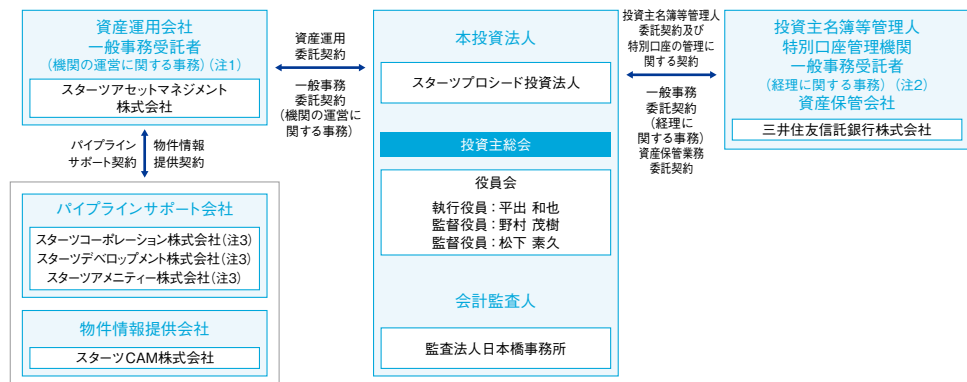 資産運用会社
一般事務受託者
(機関の運営に関する事務)(注1)
スターツアセットマネジメント
株式会社
資産運用
委託契約
一般事務
委託契約
(機関の運営に
関する事務)
パイプライン
サポート契約
物件情報
提供契約
パイプラインサポート会社
スターツコーポレーション株式会社(注3)
スターツデベロップメント株式会社(注3)
スターツアメニティー株式会社(注3)
物件情報提供会社
スターツCAM株式会社
本投資法人
スターツプロシード投資法人
投資主総会
役員会
執行役員:平出 和也
監督役員:野村 茂樹
監督役員:松下 素久
会計監査人
監査法人日本橋事務所
投資主名簿等管理人
委託契約及び
特別口座の管理に
関する契約
一般事務
委託契約
(経理に
関する事務)
資産保管業務
委託契約
投資主名簿等管理人
特別口座管理機関
一般事務受託者
(経理に関する事務)(注2)
資産保管会社
三井住友信託銀行株式会社